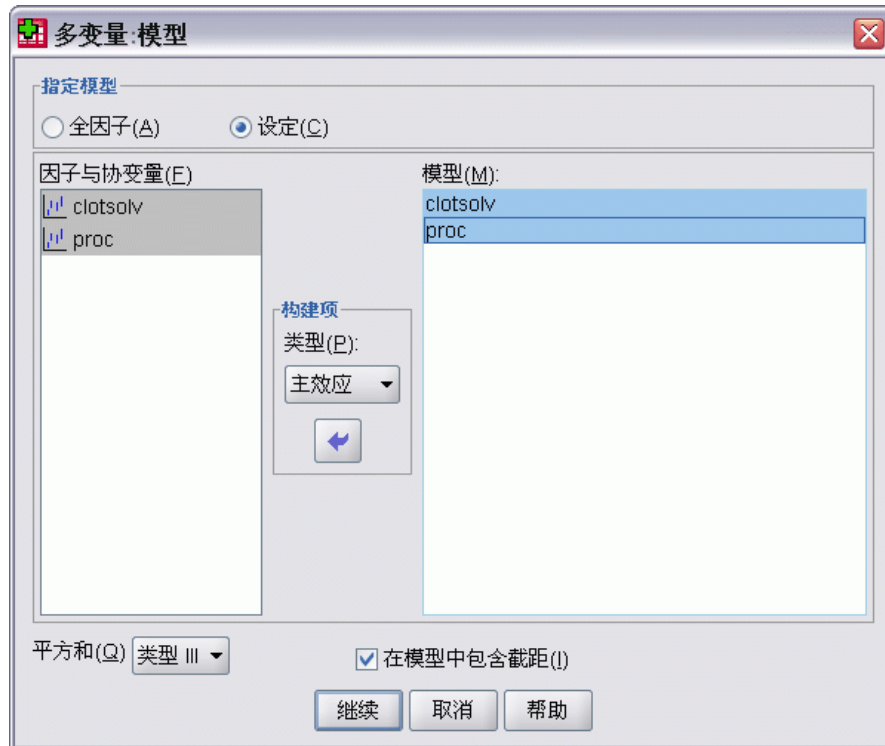 多变量:模型
指定模型
全因子(A)
设定(C)
因子与协变量(F)
clotsolv
proc
构建项
类型(P):
主效应
模型(M):
clotsolv
proc
平方和(Q)
类型 III
在模型中包含截距(I)
继续
取消
帮助